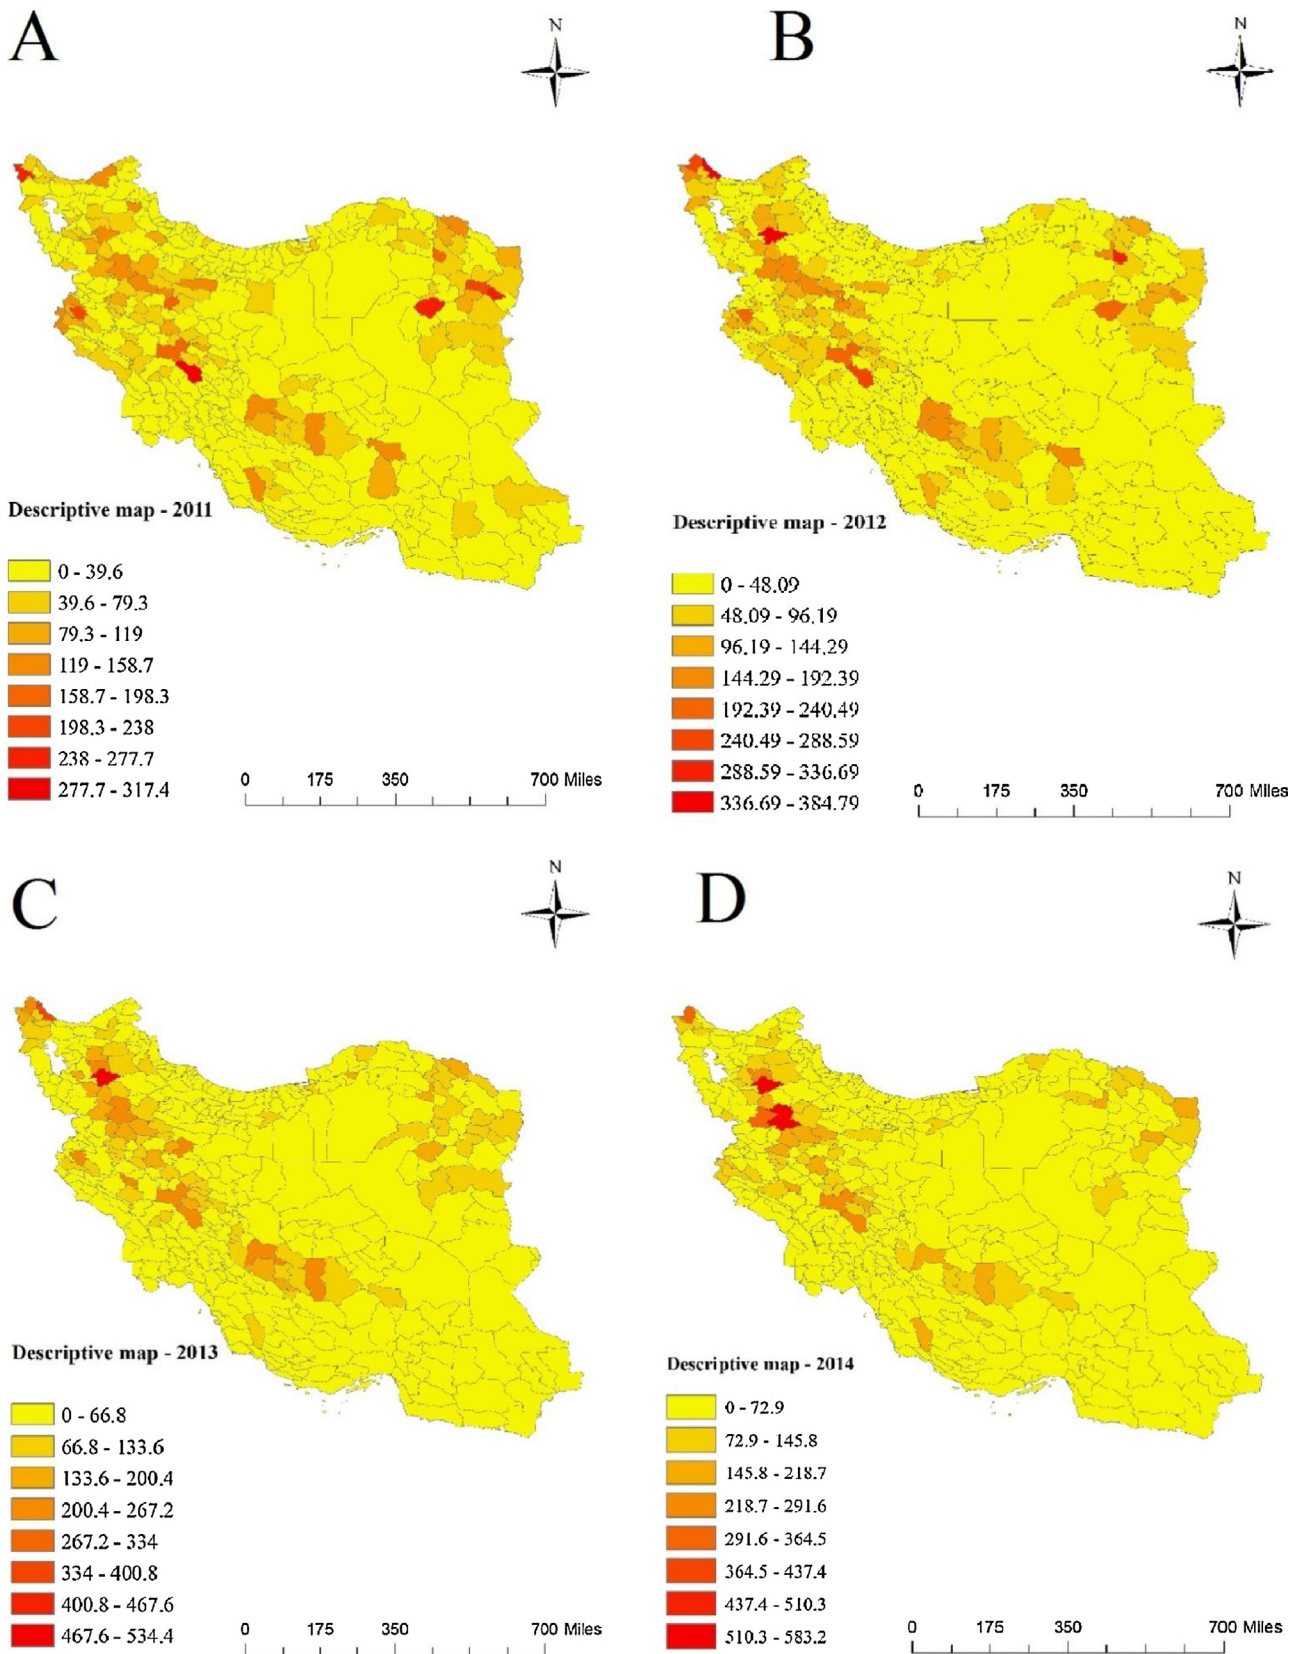 A
N
Descriptive map - 2011
0 - 39.6
39.6 - 79.3
79.3 - 119
119 - 158.7
158.7 - 198.3
198.3 - 238
238 - 277.7
277.7 - 317.4
0 175 350 700 Miles
B
N
Descriptive map - 2012
0 - 48.09
48.09 - 96.19
96.19 - 144.29
144.29 - 192.39
192.39 - 240.49
240.49 - 288.59
288.59 - 336.69
336.69 - 384.79
0 175 350 700 Miles
C
N
Descriptive map - 2013
0 - 66.8
66.8 - 133.6
133.6 - 200.4
200.4 - 267.2
267.2 - 334
334 - 400.8
400.8 - 467.6
467.6 - 534.4
0 175 350 700 Miles
D
N
Descriptive map - 2014
0 - 72.9
72.9 - 145.8
145.8 - 218.7
218.7 - 291.6
291.6 - 364.5
364.5 - 437.4
437.4 - 510.3
510.3 - 583.2
0 175 350 700 Miles